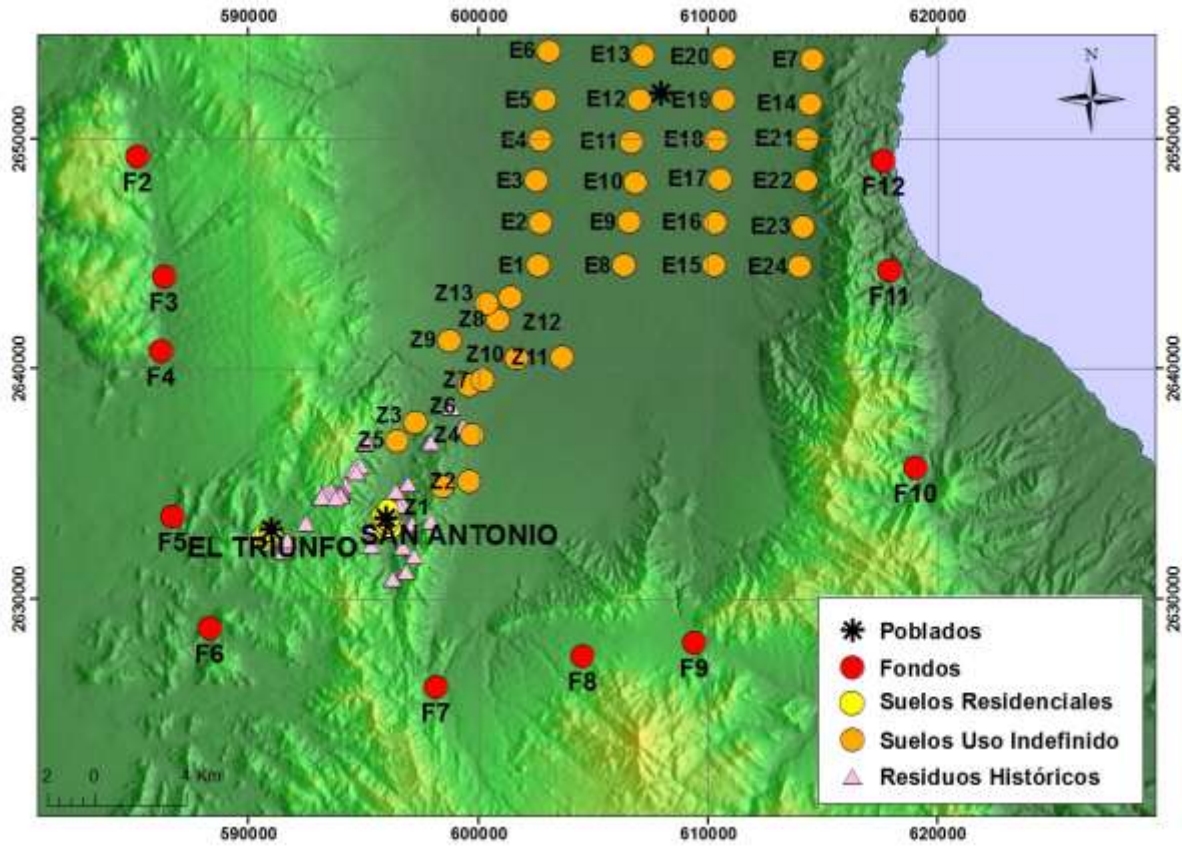 590000 600000 610000 620000
N
E6 E13 E20 E7
E5 E12 E19 E14
2650000 E4 E11 E18 E21 2650000
F2 E3 E10 E17 E22 F12
E2 E9 E16 E23
F3 E1 E8 E15 E24 F11
Z13
Z8 Z12
Z9
F4 Z10 Z11
2640000 2640000
Z7
Z6
Z3
Z5 Z4
F10
Z2
Z1
F5 EL TRIUNFO SAN ANTONIO
2630000 2630000
F6 F8 F9
F7
Poblados
Fondos
Suelos Residenciales
Suelos Uso Indefinido
Residuos Históricos
2 0 4 Km
590000 600000 610000 620000